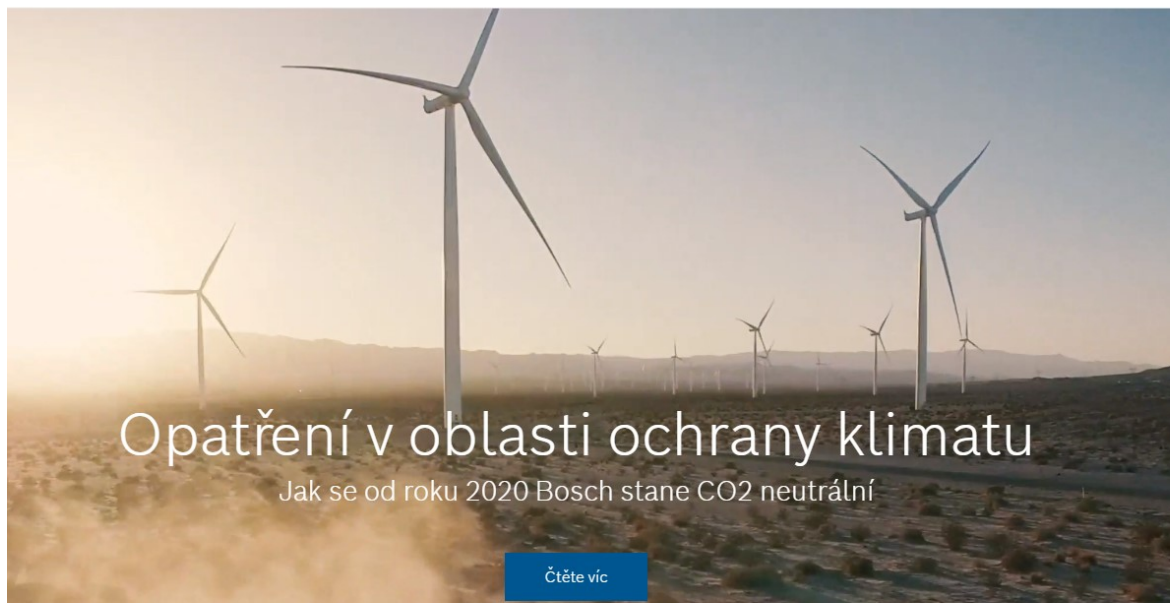 Opatření v oblasti ochrany klimatu
Jak se od roku 2020 Bosch stane CO2 neutrální
Čtěte víc